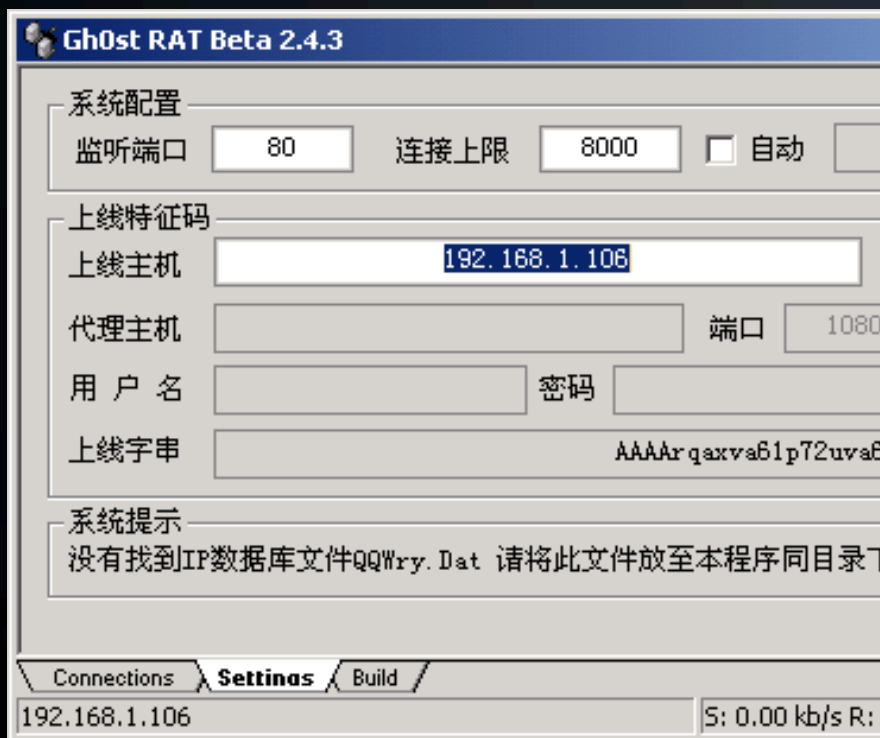 Gh0st RAT Beta 2.4.3
系统配置
监听端口 80 连接上限 8000 自动
上线特征码
上线主机 192.168.1.106
代理主机 端口 1080
用 户 名 密码
上线字串 AAAArqaxva61p72uva6
系统提示
没有找到IP数据库文件QQWry.Dat 请将此文件放至本程序同目录下
Connections Settings Build
192.168.1.106 S: 0.00 kb/s R: